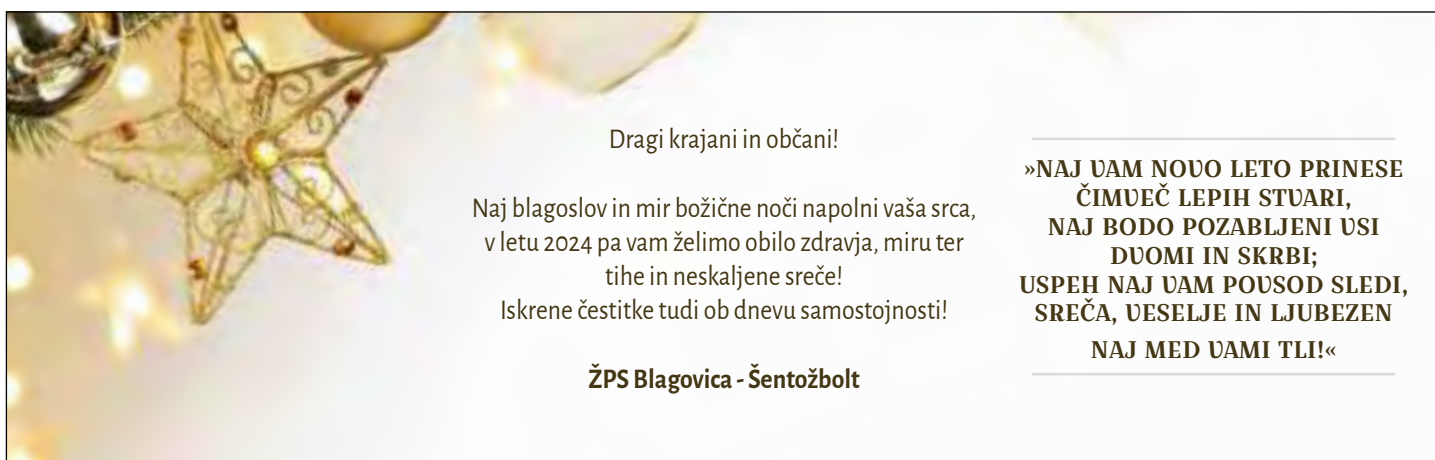 Dragi krajani in občani!
Naj blagoslov in mir božične noči napolni vaša srca,
v letu 2024 pa vam želimo obilo zdravja, miru ter
tihe in neskaljene sreče!
Iskrene čestitke tudi ob dnevu samostojnosti!
ŽPS Blagovica - Šentožbolt
»NAJ VAM NOVO LETO PRINESE
ČIMVEČ LEPIH STVARI,
NAJ BODO POZABLJENI VSI
DVOMI IN SKRBI;
USPEH NAJ VAM POVSOD SLEDI,
SREČA, VESELJE IN LJUBEZEN
NAJ MED VAMI TLI!«